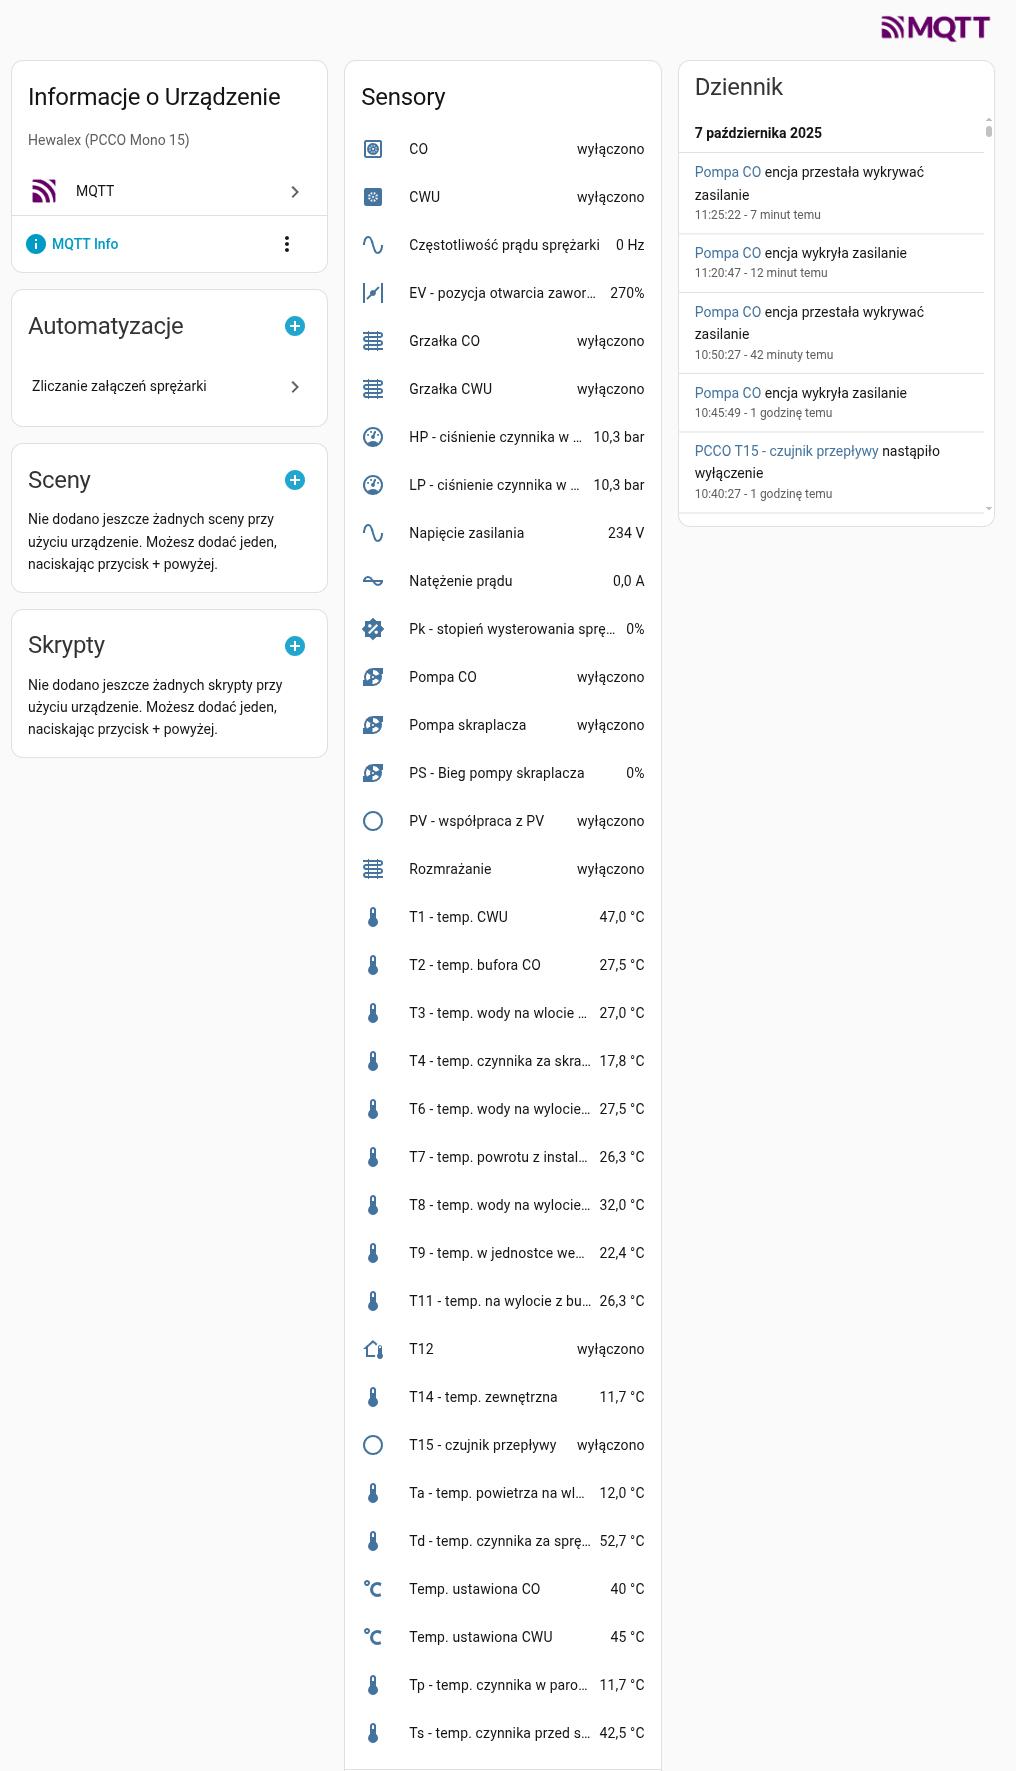 MQTT
Informacje o Urządzenie
Hewalex (PCCO Mono 15)
MQTT
MQTT Info
Automatyzacje
Zliczanie załączeń sprężarki
Sceny
Nie dodano jeszcze żadnych sceny przy
użyciu urządzenie. Możesz dodać jeden,
naciskając przycisk + powyżej.
Skrypty
Nie dodano jeszcze żadnych skrypty przy
użyciu urządzenie. Możesz dodać jeden,
naciskając przycisk + powyżej.
Sensory
CO wyłączono
CWU wyłączono
Częstotliwość prądu sprężarki 0 Hz
EV - pozycja otwarcia zawor... 270%
Grzałka CO wyłączono
Grzałka CWU wyłączono
HP - ciśnienie czynnika w ... 10,3 bar
LP - ciśnienie czynnika w ... 10,3 bar
Napięcie zasilania 234 V
Natężenie prądu 0,0 A
Pk - stopień wysterowania sprę... 0%
Pompa CO wyłączono
Pompa skraplacza wyłączono
PS - Bieg pompy skraplacza 0%
PV - współpraca z PV wyłączono
Rozmrażanie wyłączono
T1 - temp. CWU 47,0 °C
T2 - temp. bufora CO 27,5 °C
T3 - temp. wody na wlocie ... 27,0 °C
T4 - temp. czynnika za skra... 17,8 °C
T6 - temp. wody na wylocie... 27,5 °C
T7 - temp. powrotu z instal... 26,3 °C
T8 - temp. wody na wylocie... 32,0 °C
T9 - temp. w jednostce we... 22,4 °C
T11 - temp. na wylocie z bu... 26,3 °C
T12 wyłączono
T14 - temp. zewnętrzna 11,7 °C
T15 - czujnik przepływy wyłączono
Ta - temp. powietrza na wl... 12,0 °C
Td - temp. czynnika za sprę... 52,7 °C
Temp. ustawiona CO 40 °C
Temp. ustawiona CWU 45 °C
Tp - temp. czynnika w paro... 11,7 °C
Ts - temp. czynnika przed s... 42,5 °C
Dziennik
7 października 2025
Pompa CO encja przestała wykrywać
zasilanie
11:25:22 - 7 minut temu
Pompa CO encja wykryła zasilanie
11:20:47 - 12 minut temu
Pompa CO encja przestała wykrywać
zasilanie
10:50:27 - 42 minuty temu
Pompa CO encja wykryła zasilanie
10:45:49 - 1 godzinę temu
PCCO T15 - czujnik przepływy nastąpiło
wyłączenie
10:40:27 - 1 godzinę temu